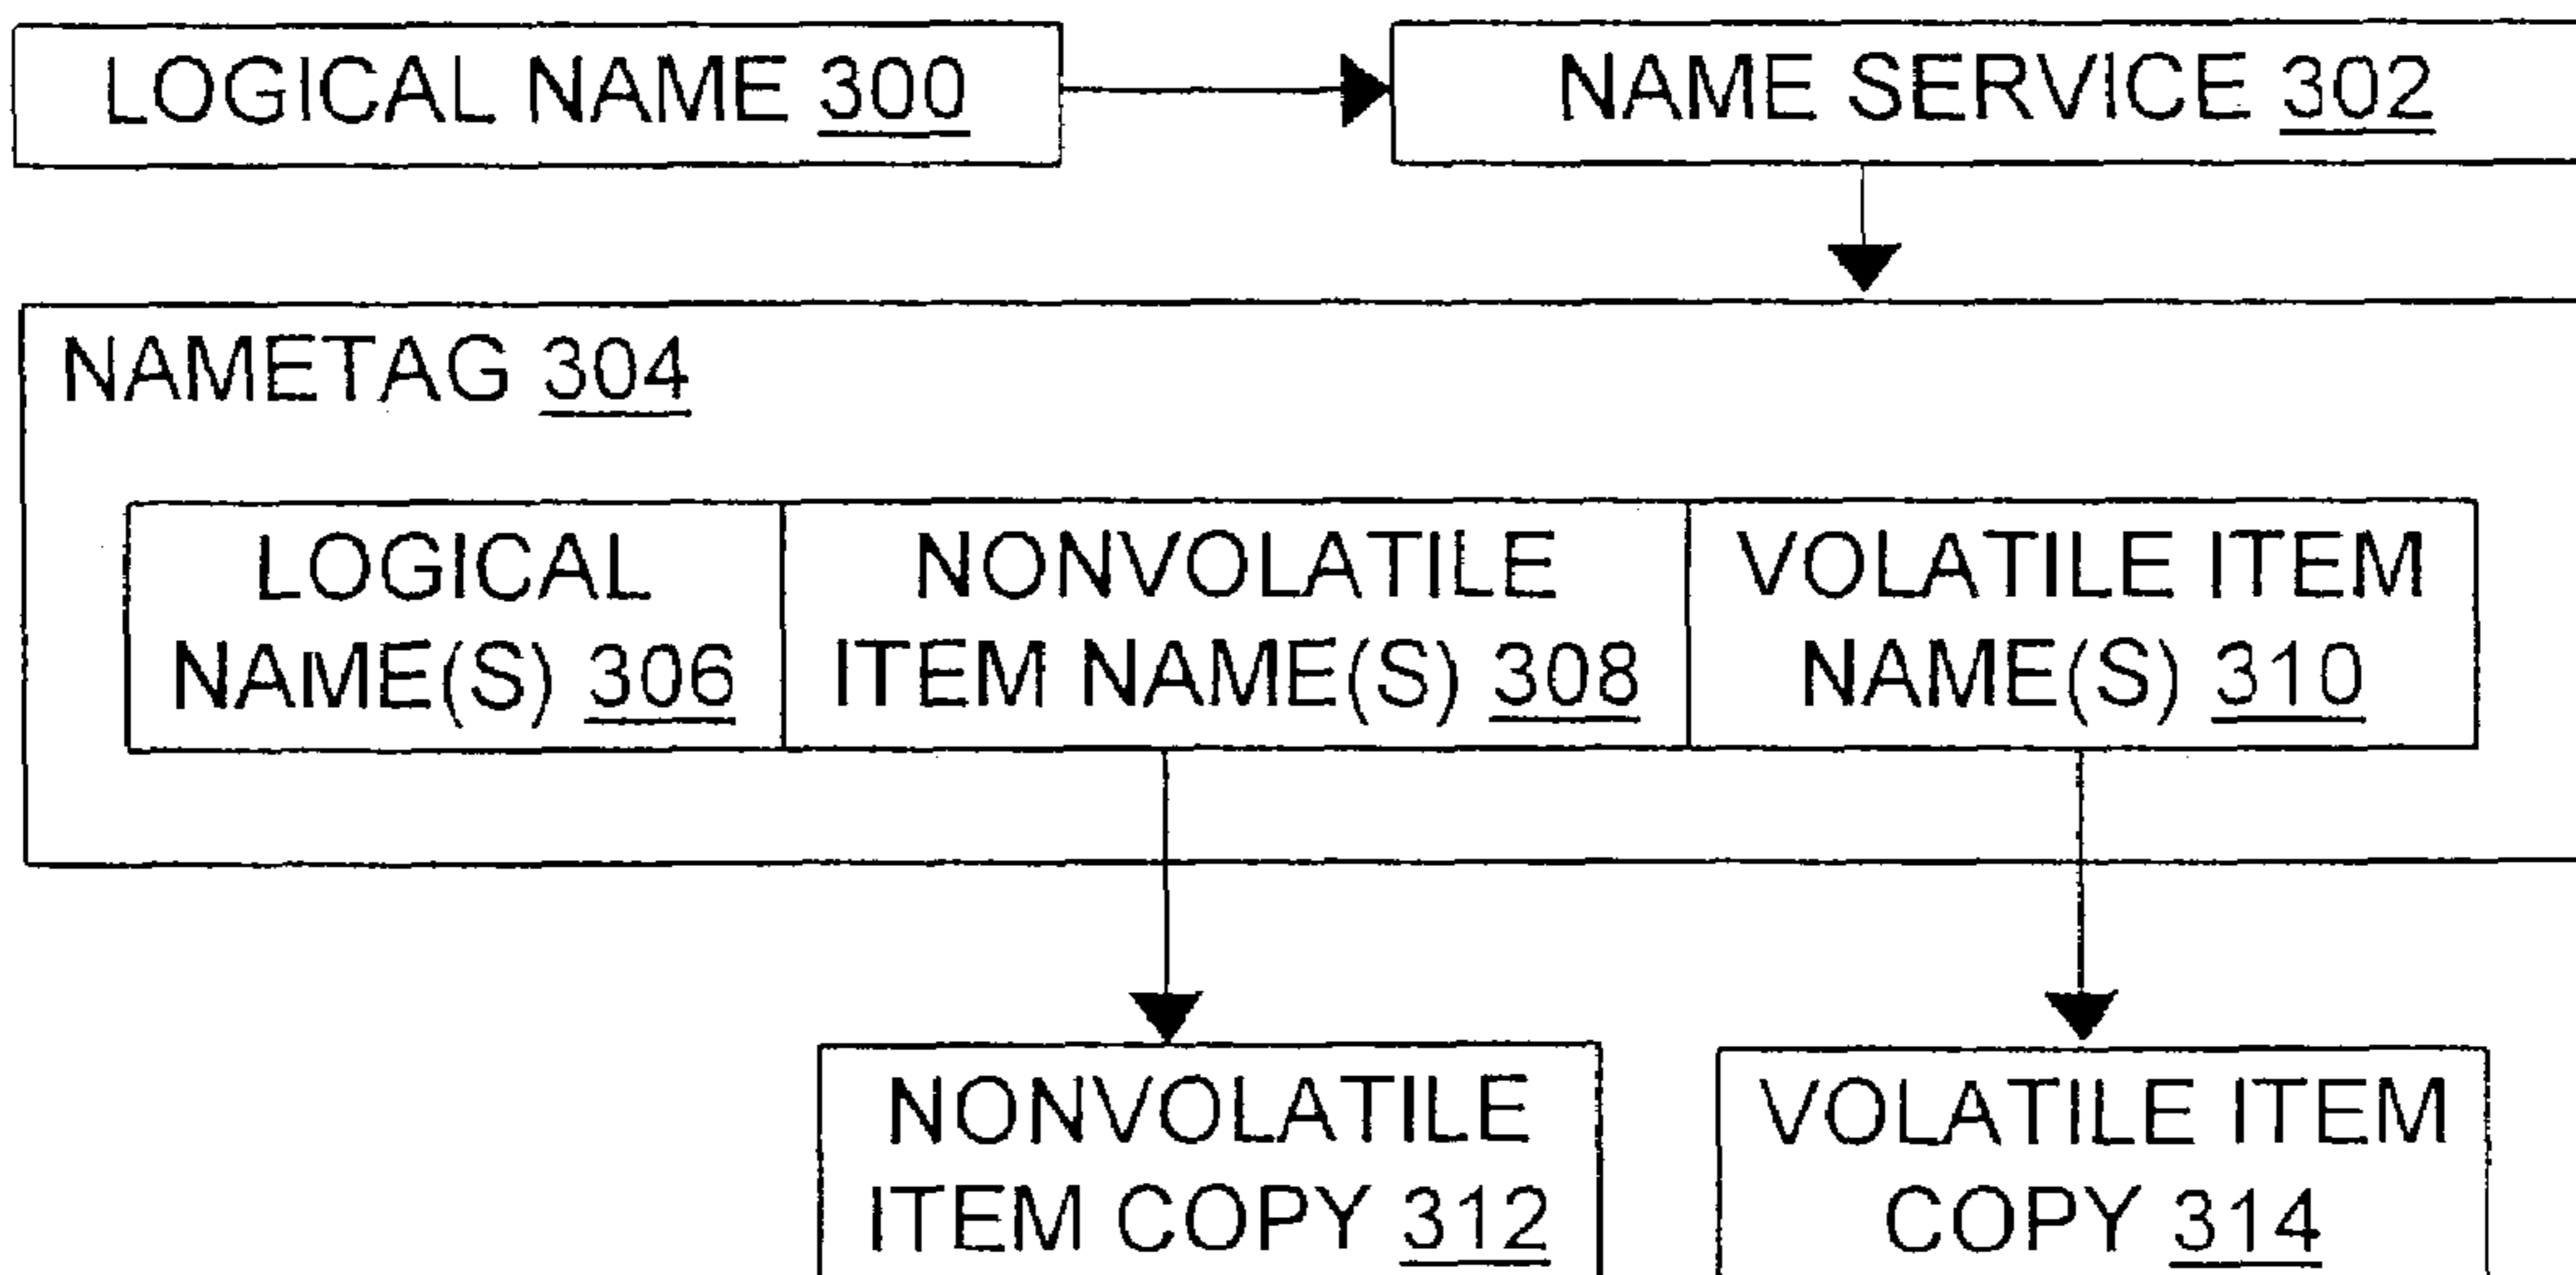 LOGICAL NAME 300
NAME SERVICE 302
NAMETAG 304
LOGICAL
NAME(S) 306
NONVOLATILE
ITEM NAME(S) 308
VOLATILE ITEM
NAME(S) 310
NONVOLATILE
ITEM COPY 312
VOLATILE ITEM
COPY 314